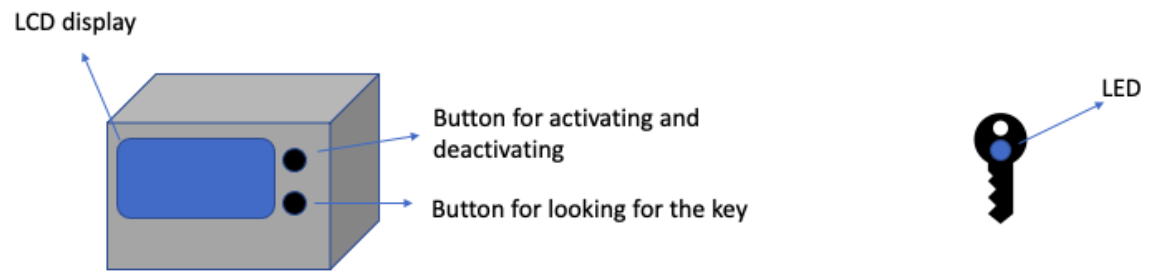 LCD display
LED
Button for activating and
deactivating
Button for looking for the key